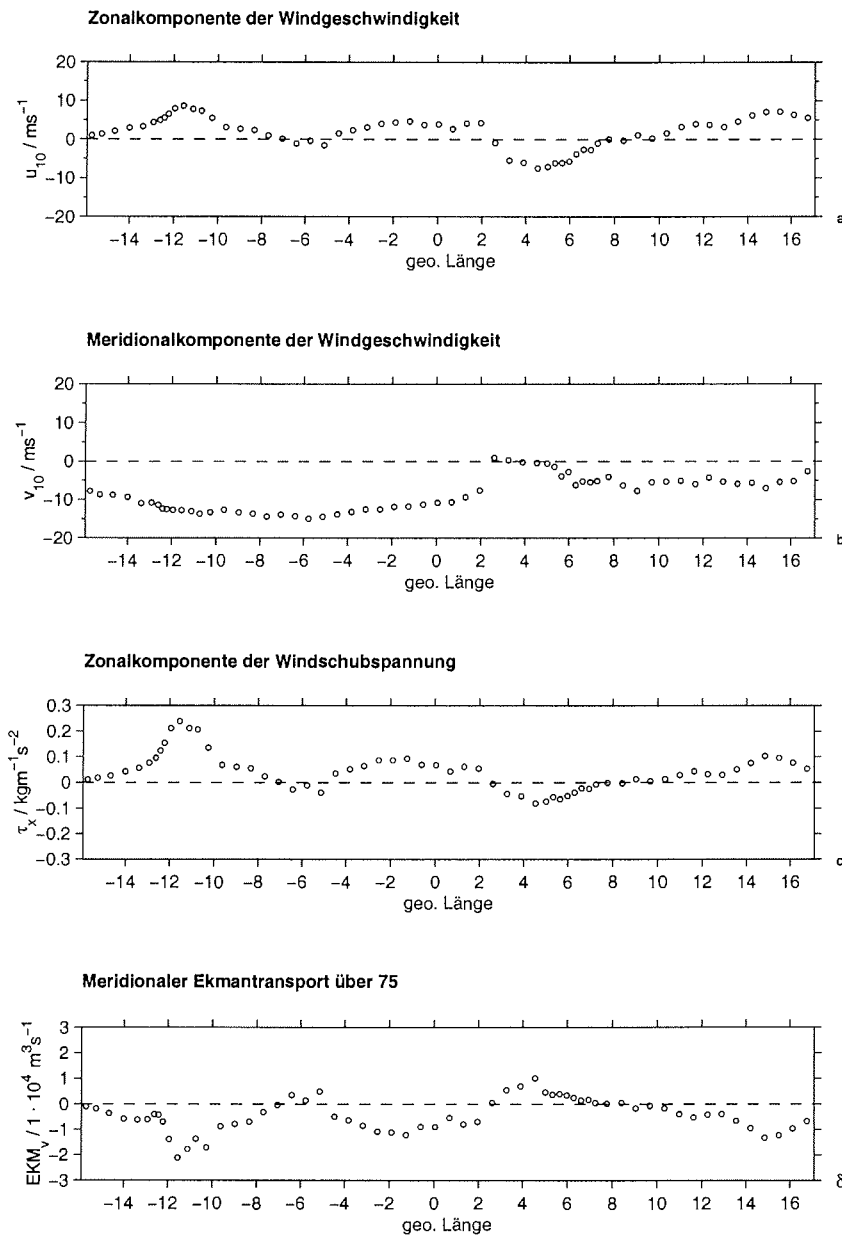 Zonalkomponente der Windgeschwindigkeit
20
10
0
−10
−20
u10 / ms−1
−14 −12 −10 −8 −6 −4 −2 0 2 4 6 8 10 12 14 16
geo. Länge
a
Meridionalkomponente der Windgeschwindigkeit
20
10
0
−10
−20
v10 / ms−1
−14 −12 −10 −8 −6 −4 −2 0 2 4 6 8 10 12 14 16
geo. Länge
b
Zonalkomponente der Windschubspannung
0.3
0.2
0.1
0
−0.1
−0.2
−0.3
τx / kgm−1s−2
−14 −12 −10 −8 −6 −4 −2 0 2 4 6 8 10 12 14 16
geo. Länge
Meridionaler Ekmantransport über 75
3
2
1
0
−1
−2
−3
EKMv / 1 · 10^4 m3s−1
−14 −12 −10 −8 −6 −4 −2 0 2 4 6 8 10 12 14 16
geo. Länge